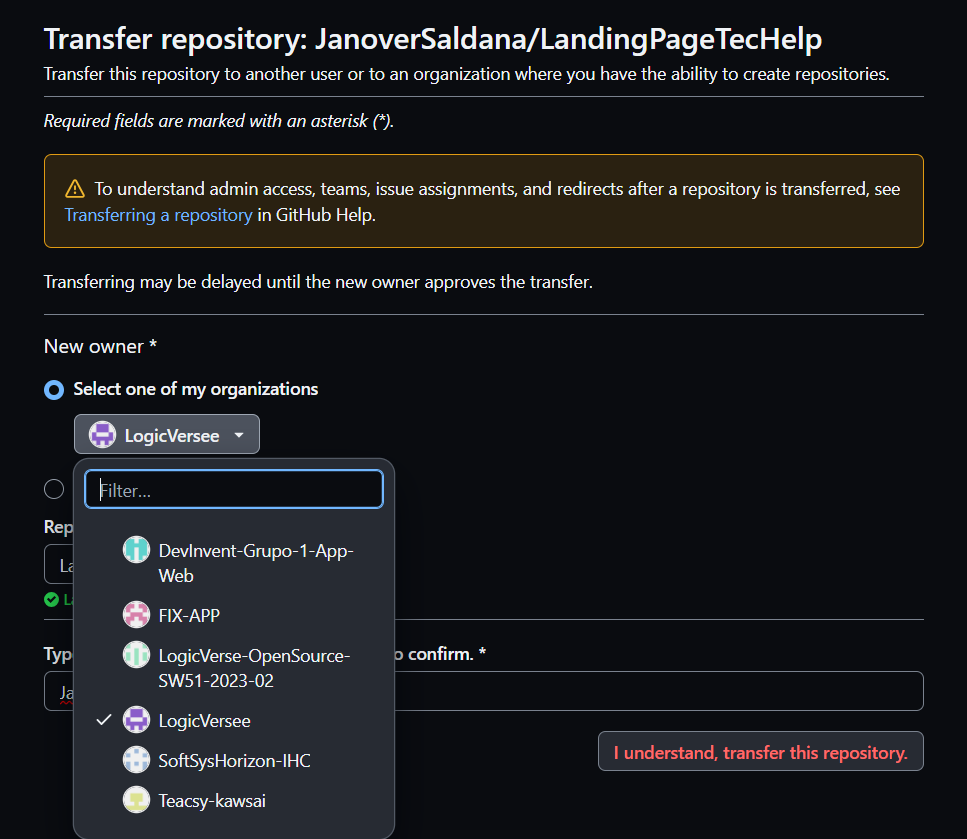 Transfer repository: JanoverSaldana/LandingPageTecHelp
Transfer this repository to another user or to an organization where you have the ability to create repositories.
Required fields are marked with an asterisk (*).
To understand admin access, teams, issue assignments, and redirects after a repository is transferred, see
Transferring a repository in GitHub Help.
Transferring may be delayed until the new owner approves the transfer.
New owner *
Select one of my organizations
LogicVersee
Filter...
Rep
La
DevInvent-Grupo-1-App-
Web
La
FIX-APP
LogicVerse-OpenSource-
SW51-2023-02
Typ
o confirm. *
Ja
LogicVersee
SoftSysHorizon-IHC
I understand, transfer this repository.
Teacsy-kawsai